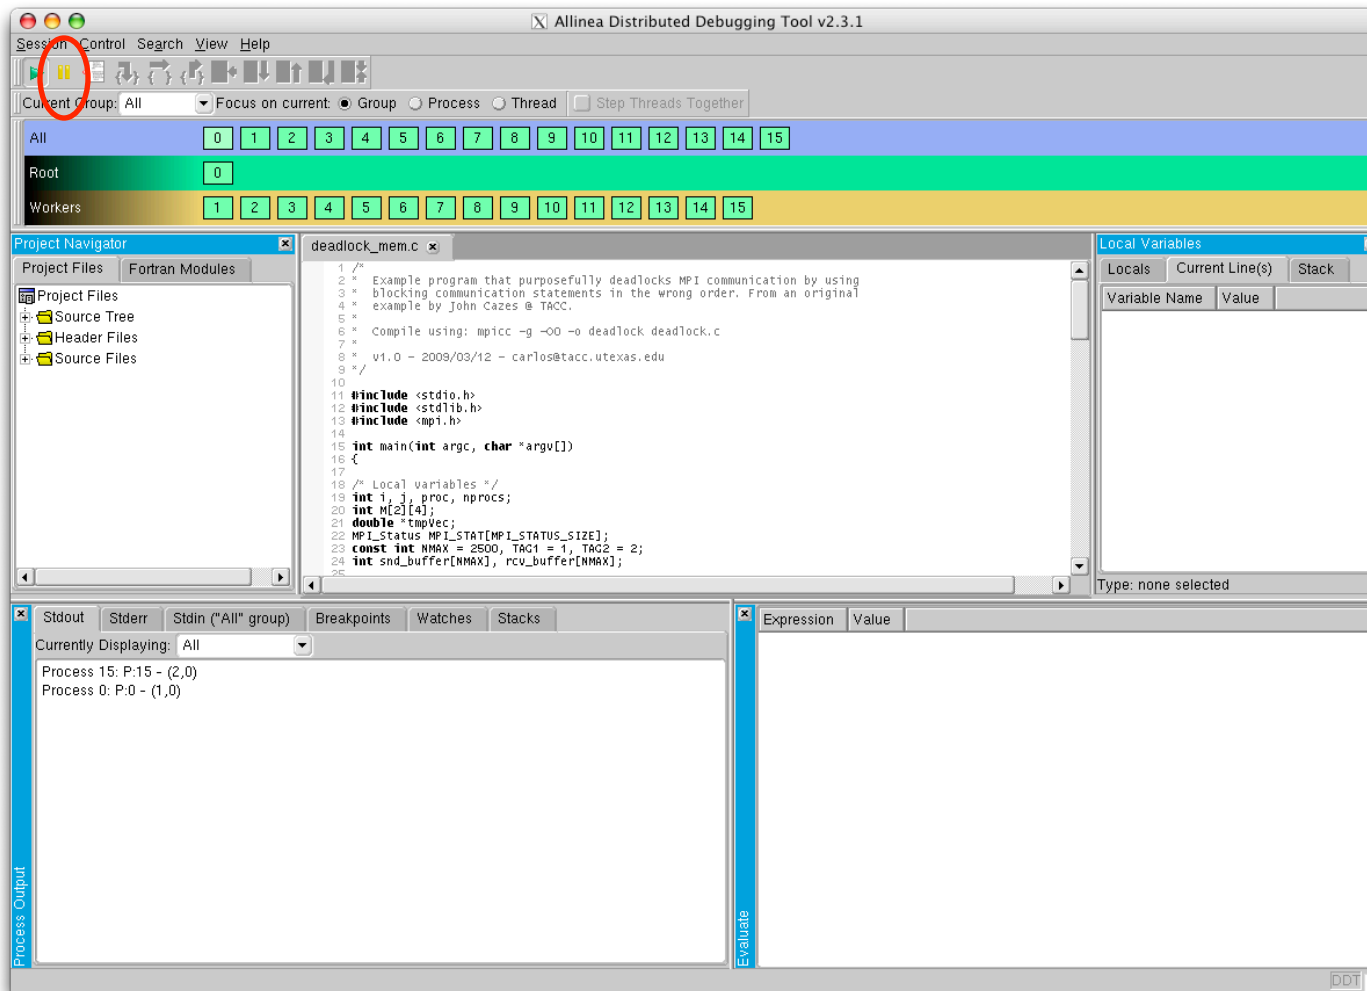 Allinea Distributed Debugging Tool v2.3.1
Session Control Search View Help
Current Group: All Focus on current: Group Process Thread Step Threads Together
All 0 1 2 3 4 5 6 7 8 9 10 11 12 13 14 15
Root 0
Workers 1 2 3 4 5 6 7 8 9 10 11 12 13 14 15
Project Navigator
Project Files Fortran Modules
Project Files
Source Tree
Header Files
Source Files
deadlock_mem.c
1 /*
2 * Example program that purposefully deadlocks MPI communication by using
3 * blocking communication statements in the wrong order. From an original
4 * example by John Cazes @ TACC.
5 *
6 * Compile using: mpicc -g -O0 -o deadlock deadlock.c
7 *
8 * v1.0 - 2009/03/12 - carlos@tacc.utexas.edu
9 */
10
11 #include <stdio.h>
12 #include <stdlib.h>
13 #include <mpi.h>
14
15 int main(int argc, char *argv[])
16 {
17
18 /* Local variables */
19 int i, j, proc, nprocs;
20 int M[2][4];
21 double *tmpVec;
22 MPI_Status MPI_STAT[MPI_STATUS_SIZE];
23 const int NMAX = 2500, TAG1 = 1, TAG2 = 2;
24 int snd_buffer[NMAX], rcv_buffer[NMAX];
25
Local Variables
Locals Current Line(s) Stack
Variable Name Value
Type: none selected
Stdout Stderr Stdin ("All" group) Breakpoints Watches Stacks
Currently Displaying: All
Process 15: P:15 - (2,0)
Process 0: P:0 - (1,0)
Process Output
Expression Value
Evaluate
DDT